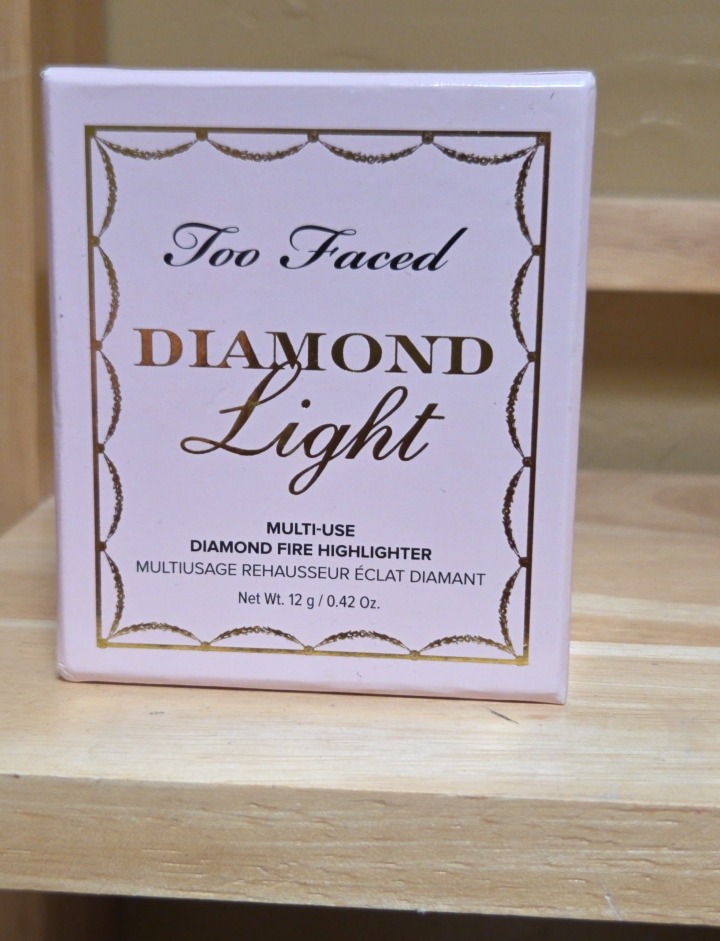 Too Faced
DIAMOND
Light
MULTI-USE
DIAMOND FIRE HIGHLIGHTER
MULTIUSAGE REHAUSSEUR ÉCLAT DIAMANT
Net Wt. 12 g / 0.42 Oz.